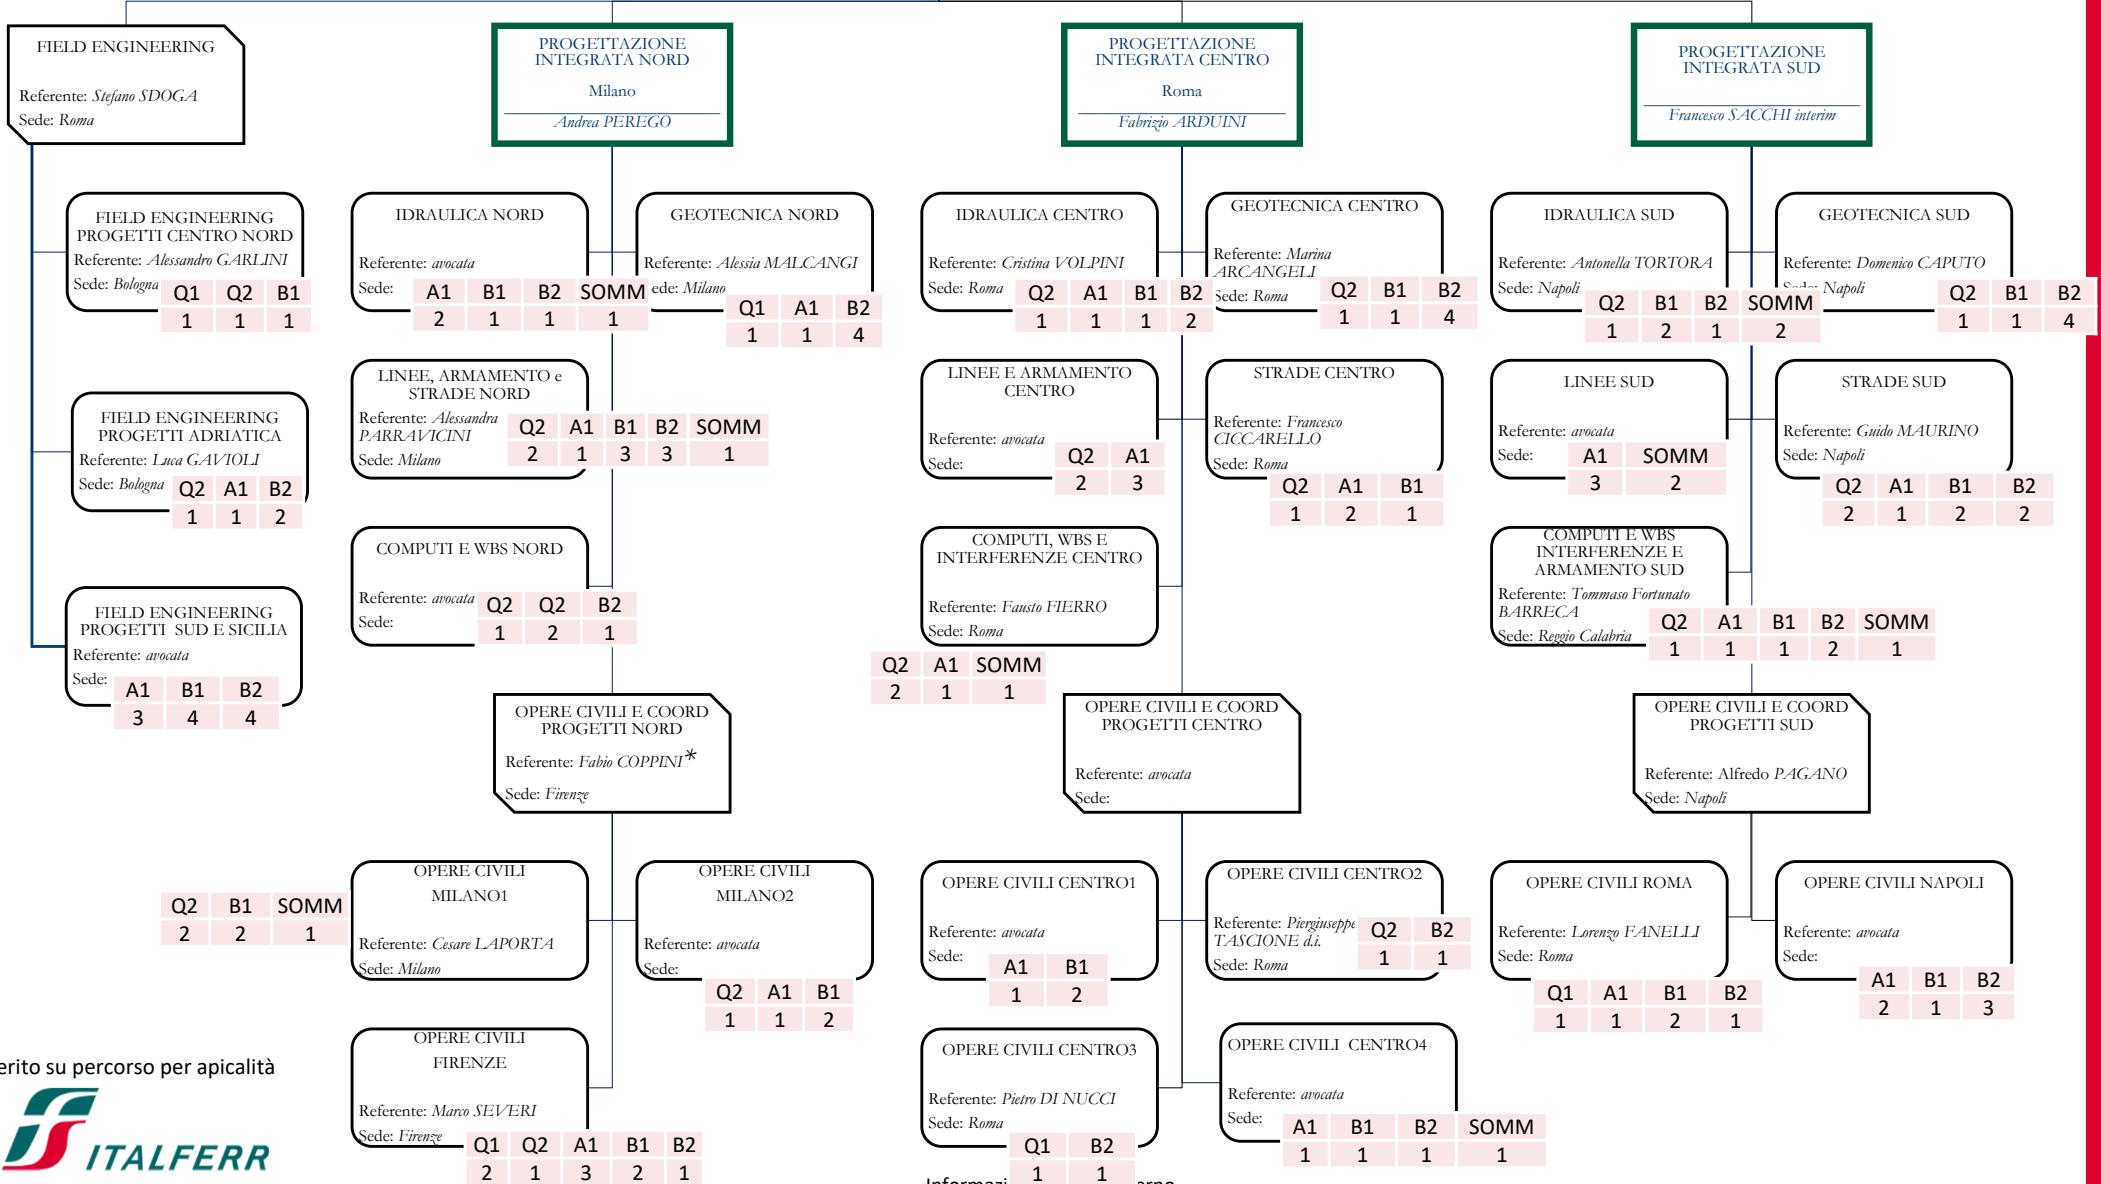 FIELD ENGINEERING
Referente: Stefano SDOGA
Sede: Roma
PROGETTAZIONE
INTEGRATA NORD
Milano
Andrea PEREGO
PROGETTAZIONE
INTEGRATA CENTRO
Roma
Fabrizio ARDUINI
PROGETTAZIONE
INTEGRATA SUD
Francesco SACCHI interim
FIELD ENGINEERING
PROGETTI CENTRO NORD
Referente: Alessandro GARLINI
Sede: Bologna
Q1 Q2 B1
1 1 1
FIELD ENGINEERING
PROGETTI ADRIATICA
Referente: Luca GAVIOLI
Sede: Bologna
Q2 A1 B2
1 1 2
FIELD ENGINEERING
PROGETTI SUD E SICILIA
Referente: avocata
Sede:
A1 B1 B2
3 4 4
IDRAULICA NORD
Referente: avocata
Sede:
A1 B1 B2 SOMM
2 1 1 1
GEOTECNICA NORD
Referente: Alessia MALCANGI
ede: Milano
Q1 A1 B2
1 1 4
LINEE, ARMAMENTO e
STRADE NORD
Referente: Alessandra
PARRAVICINI
Sede: Milano
Q2 A1 B1 B2 SOMM
2 1 3 3 1
COMPUTI E WBS NORD
Referente: avocata
Sede:
Q2 Q2 B2
1 2 1
OPERE CIVILI E COORD
PROGETTI NORD
Referente: Fabio COPPINI*
Sede: Firenze
OPERE CIVILI
MILANO1
Referente: Cesare LAPORTA
Sede: Milano
Q2 B1 SOMM
2 2 1
OPERE CIVILI
MILANO2
Referente: avocata
Sede:
Q2 A1 B1
1 1 2
OPERE CIVILI
FIRENZE
Referente: Marco SEVERI
Sede: Firenze
Q1 Q2 A1 B1 B2
2 1 3 2 1
IDRAULICA CENTRO
Referente: Cristina VOLPINI
Sede: Roma
Q2 A1 B1 B2
1 1 1 2
GEOTECNICA CENTRO
Referente: Marina
ARCANGELI
Sede: Roma
Q2 B1 B2
1 1 4
LINEE E ARMAMENTO
CENTRO
Referente: avocata
Sede:
Q2 A1
2 3
STRADE CENTRO
Referente: Francesco
CICCARELLO
Sede: Roma
Q2 A1 B1
1 2 1
COMPUTI, WBS E
INTERFERENZE CENTRO
Referente: Fausto FIERRO
Sede: Roma
Q2 A1 SOMM
2 1 1
OPERE CIVILI E COORD
PROGETTI CENTRO
Referente: avocata
Sede:
OPERE CIVILI CENTRO1
Referente: avocata
Sede:
A1 B1
1 2
OPERE CIVILI CENTRO2
Referente: Piergiuseppe
TASCIONE d.i.
Sede: Roma
Q2 B2
1 1
OPERE CIVILI CENTRO3
Referente: Pietro DI NUCCI
Sede: Roma
Q1 B2
1 1
OPERE CIVILI CENTRO4
Referente: avocata
Sede:
A1 B1 B2 SOMM
1 1 1 1
IDRAULICA SUD
Referente: Antonella TORTORA
Sede: Napoli
Q2 B1 B2 SOMM
1 2 1 2
GEOTECNICA SUD
Referente: Domenico CAPUTO
Sede: Napoli
Q2 B1 B2
1 1 4
LINEE SUD
Referente: avocata
Sede:
A1 SOMM
3 2
STRADE SUD
Referente: Guido MAURINO
Sede: Napoli
Q2 A1 B1 B2
2 1 2 2
COMPUTI E WBS
INTERFERENZE E
ARMAMENTO SUD
Referente: Tommaso Fortunato
BARRECA
Sede: Reggio Calabria
Q2 A1 B1 B2 SOMM
1 1 1 2 1
OPERE CIVILI E COORD
PROGETTI SUD
Referente: Alfredo PAGANO
Sede: Napoli
OPERE CIVILI ROMA
Referente: Lorenzo FANELLI
Sede: Roma
Q1 A1 B1 B2
1 1 2 1
OPERE CIVILI NAPOLI
Referente: avocata
Sede:
A1 B1 B2
2 1 3
erito su percorso per apicalità
ITALFERR